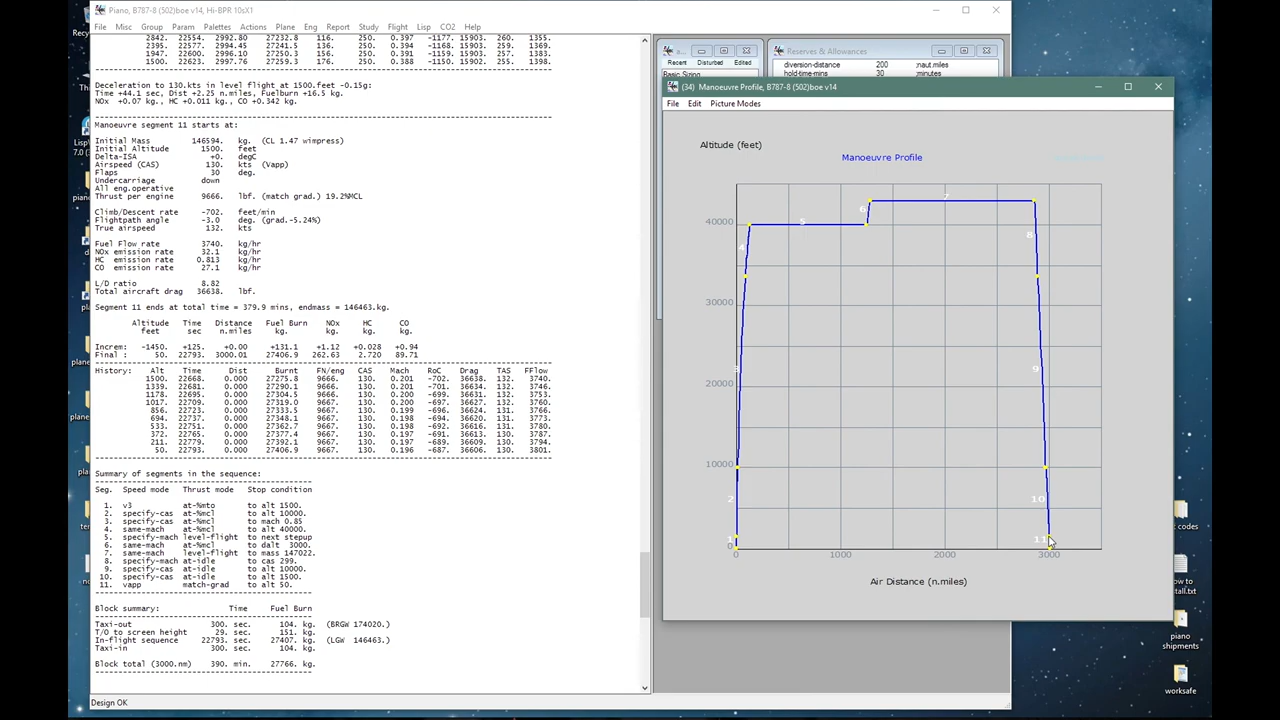 Piano, B787-8 (502)boe v14, Hi-BPR 10sX1
File Misc Group Param Palettes Actions Plane Eng Report Study Flight Lisp CO2 Help
2842. 22554. 2992.80 27232.8 116. 250. 0.397 -1177. 15903. 260. 1355.
2395. 22577. 2994.45 27241.5 136. 250. 0.394 -1168. 15903. 259. 1369.
1947. 22600. 2996.10 27250.3 156. 250. 0.391 -1159. 15903. 257. 1383.
1500. 22623. 2997.76 27259.3 176. 250. 0.388 -1150. 15902. 255. 1398.
Deceleration to 130.kts in level flight at 1500.feet -0.15g:
Time +44.1 sec, Dist +2.25 n.miles, Fuelburn +16.5 kg.
NOx +0.07 kg., HC +0.011 kg., CO +0.342 kg.
Manoeuvre segment 11 starts at:
Initial Mass 146594. kg. (CL 1.47 wimpress)
Initial Altitude 1500. feet
Delta-ISA +0. degC
Airspeed (CAS) 130. kts (Vapp)
Flaps 30 deg.
Undercarriage down
All eng.operative
Thrust per engine 9666. lbf. (match grad.) 19.2%MCL
Climb/Descent rate -702. feet/min
Flightpath angle -3.0 deg. (grad.-5.24%)
True airspeed 132. kts
Fuel Flow rate 3740. kg/hr
NOx emission rate 32.1 kg/hr
HC emission rate 0.813 kg/hr
CO emission rate 27.1 kg/hr
L/D ratio 8.82
Total aircraft drag 36638. lbf.
Segment 11 ends at total time = 379.9 mins, endmass = 146463.kg.
Altitude Time Distance Fuel Burn NOx HC CO
feet sec n.miles kg. kg. kg. kg.
Increm: -1450. +125. +0.00 +131.1 +1.12 +0.028 +0.94
Final : 50. 22793. 3000.01 27406.9 262.63 2.720 89.71
History: Alt Time Dist Burnt FN/eng CAS Mach RoC Drag TAS FFlow
1500. 22668. 0.000 27275.8 9666. 130. 0.201 -702. 36638. 132. 3740.
1339. 22681. 0.000 27290.1 9666. 130. 0.200 -701. 36634. 132. 3746.
1178. 22695. 0.000 27304.5 9666. 130. 0.200 -699. 36631. 132. 3753.
1017. 22709. 0.000 27318.9 9666. 130. 0.199 -698. 36627. 132. 3760.
856. 22723. 0.000 27333.5 9667. 130. 0.199 -696. 36624. 131. 3766.
694. 22737. 0.000 27348.1 9667. 130. 0.198 -694. 36620. 131. 3773.
533. 22751. 0.000 27362.7 9667. 130. 0.198 -692. 36616. 131. 3780.
372. 22765. 0.000 27377.4 9667. 130. 0.197 -691. 36613. 130. 3787.
211. 22779. 0.000 27392.1 9667. 130. 0.197 -689. 36609. 130. 3794.
50. 22793. 0.000 27406.9 9667. 130. 0.196 -687. 36606. 130. 3801.
Summary of segments in the sequence:
Seg. Speed mode Thrust mode Stop condition
1. v3 at-%mto to alt 1500.
2. specify-cas at-%mcl to alt 10000.
3. specify-cas at-%mcl to mach 0.85
4. same-mach at-%mcl to alt 40000.
5. specify-mach level-flight to next stepup
6. same-mach at-%mcl to dalt 3000.
7. same-mach level-flight to mass 147022.
8. specify-mach at-idle to cas 299.
9. specify-cas at-idle to alt 10000.
10. specify-cas at-idle to alt 1500.
11. vapp match-grad to alt 50.
Block summary: Time Fuel Burn
Taxi-out 300. sec. 104. kg. (BRGW 174020.)
T/O to screen height 29. sec. 151. kg.
In-flight sequence 22793. sec. 27407. kg. (LGW 146463.)
Taxi-in 300. sec. 104. kg.
Block total (3000.nm) 390. min. 27766. kg.
Design OK
Recent Disturbed Edited
Basic Sizing
Reserves & Allowances
diversion-distance 200 ;naut.miles
hold-time-mins 30 ;minutes
(34) Manoeuvre Profile, B787-8 (502)boe v14
File Edit Picture Modes
Altitude (feet)
Manoeuvre Profile
40000
30000
20000
10000
0
1
2
3
4
5
6
7
8
9
10
11
0 1000 2000 3000
Air Distance (n.miles)
codes
piano
shipments
worksafe